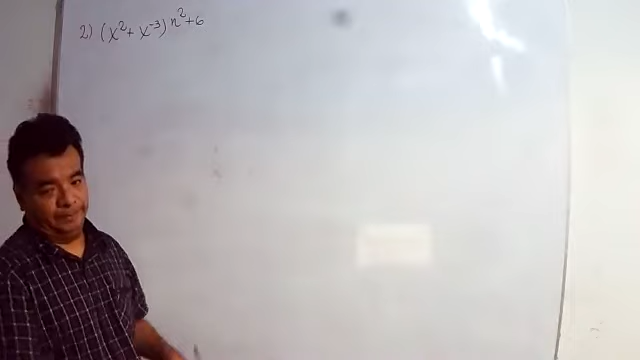 2) (x²+ x⁻³)ⁿ²⁺⁶